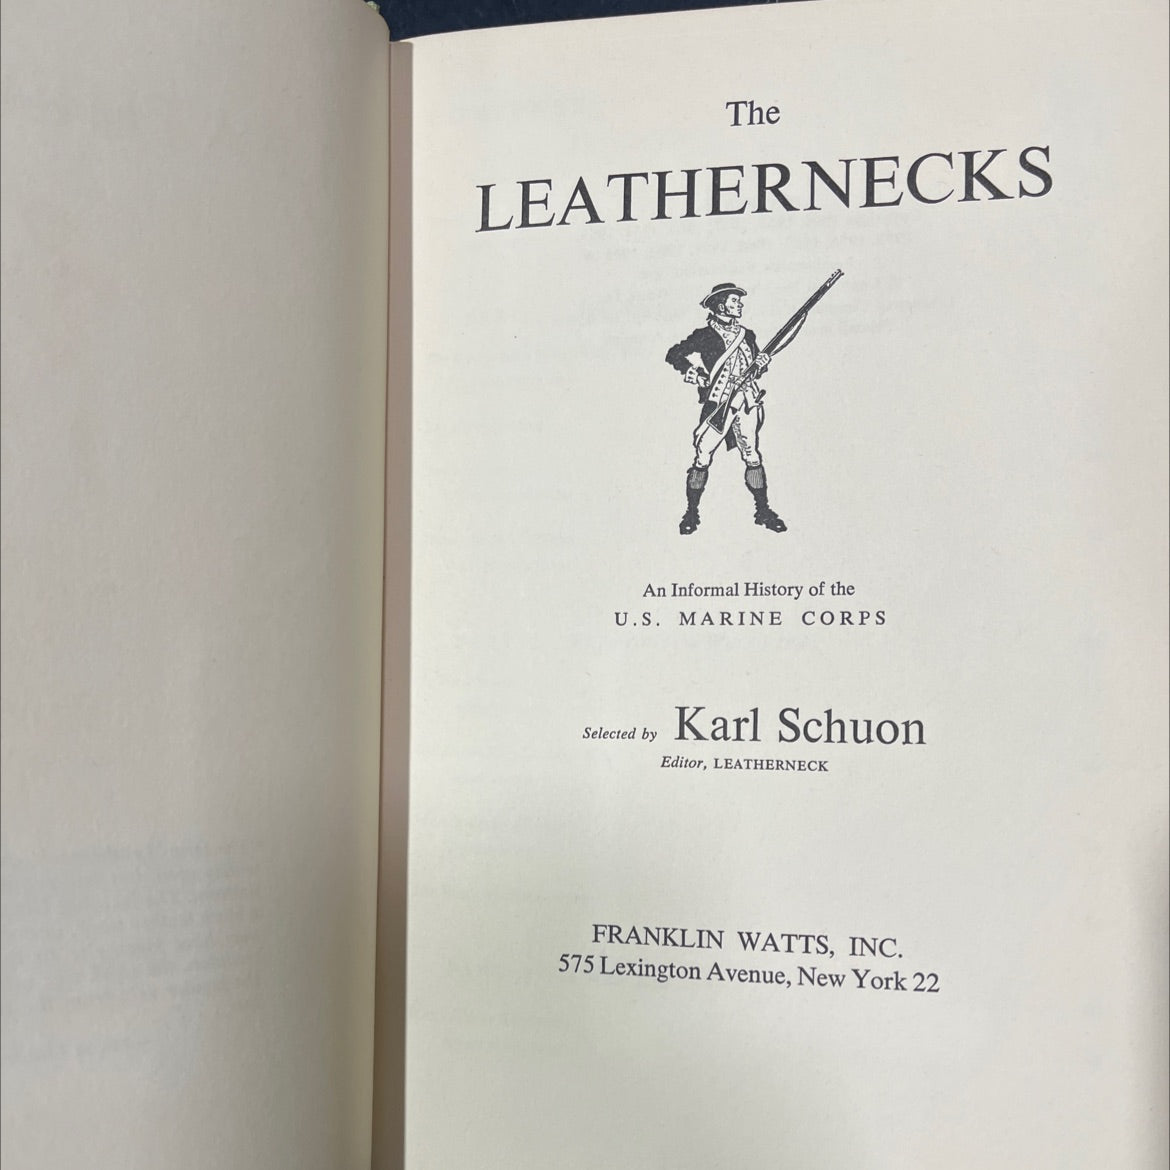 The
LEATHERNECKS
An Informal History of the
U.S. MARINE CORPS
Selected by Karl Schuon
Editor, LEATHERNECK
FRANKLIN WATTS, INC.
575 Lexington Avenue, New York 22